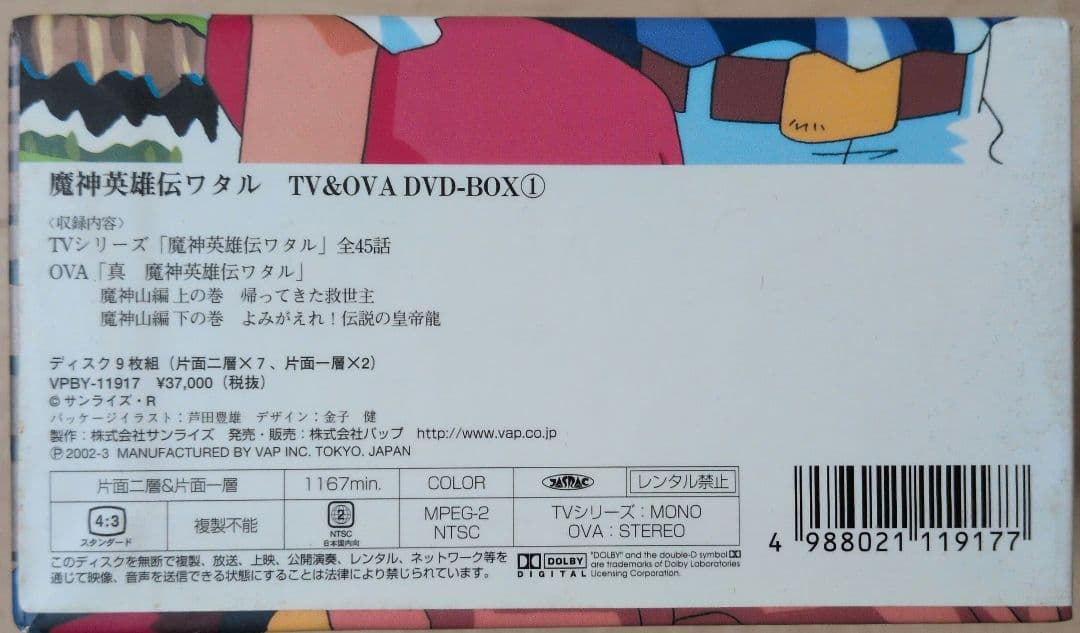 魔神英雄伝ワタル　TV&OVA DVD-BOX①
〈収録内容〉
TVシリーズ「魔神英雄伝ワタル」全45話
OVA「真　魔神英雄伝ワタル」
魔神山編 上の巻　帰ってきた救世主
魔神山編 下の巻　よみがえれ！伝説の皇帝龍
ディスク9枚組（片面二層×7、片面一層×2）
VPBY-11917　¥37,000（税抜）
©サンライズ・R
パッケージイラスト：芦田豊雄　デザイン：金子　健
製作：株式会社サンライズ　発売・販売：株式会社バップ　http://www.vap.co.jp
Ⓟ2002-3 MANUFACTURED BY VAP INC. TOKYO. JAPAN
片面二層&片面一層　1167min.　COLOR　JASRAC　レンタル禁止
4:3
スタンダード
複製不能
2
NTSC
日本国内向
MPEG-2
NTSC
TVシリーズ：MONO
OVA：STEREO
このディスクを無断で複製、放送、上映、公開演奏、レンタル、ネットワーク等を
通じて映像、音声を送信できる状態にすることは法律により禁じられています。
DOLBY
DIGITAL
"DOLBY" and the double-D symbol
are trademarks of Dolby Laboratories
Licensing Corporation.
4 988021 119177